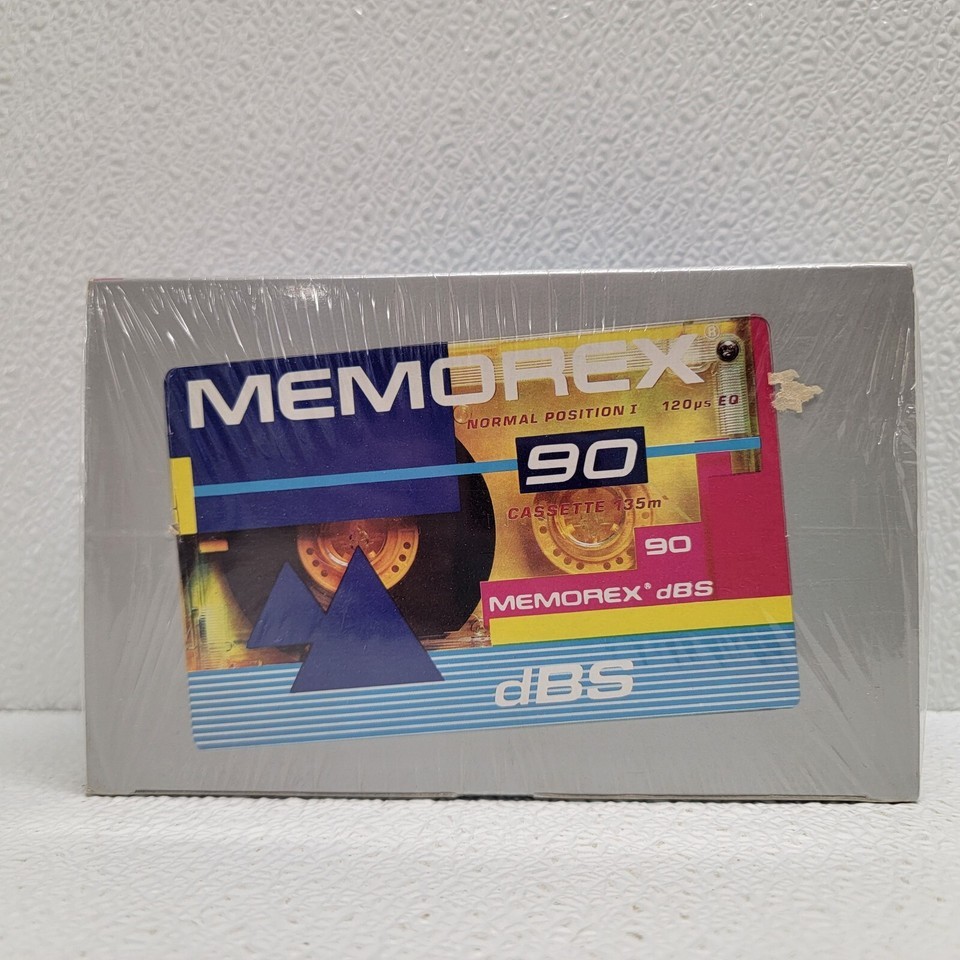 MEMOREX®
NORMAL POSITION I 120µs EQ
90
CASSETTE 135m
90
MEMOREX® dBS
dBS